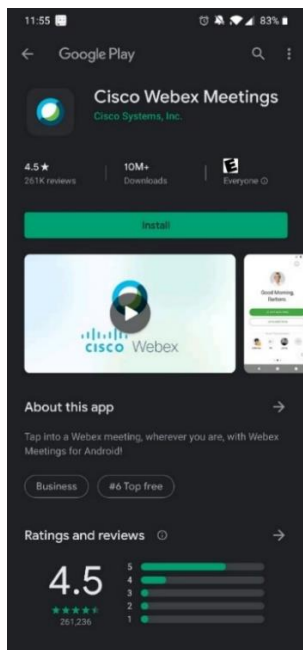 11:55
83%
Google Play
Cisco Webex Meetings
Cisco Systems, Inc.
4.5★
261K reviews
10M+
Downloads
E
Everyone
Install
CISCO Webex
Good Morning,
Barbara.
About this app
Tap into a Webex meeting, wherever you are, with Webex
Meetings for Android!
Business
#6 Top free
Ratings and reviews
4.5
261,236
5
4
3
2
1